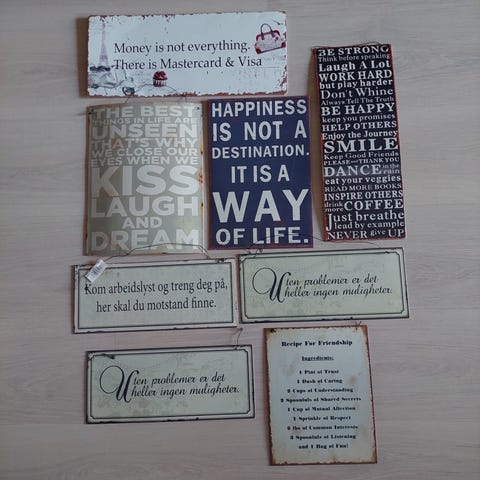 Money is not everything.
There is Mastercard & Visa
THE BEST
THINGS IN LIFE ARE
UNSEEN
THAT'S WHY
WE CLOSE OUR
EYES WHEN WE
KISS
LAUGH
AND
DREAM
HAPPINESS
IS NOT A
DESTINATION.
IT IS A
WAY
OF LIFE.
BE STRONG
Think before speaking
Laugh A Lot
WORK HARD
but play harder
Don't Whine
Always Tell The Truth
BE HAPPY
keep you promises
HELP OTHERS
Enjoy the Journey
SMILE
Keep Good Friends
PLEASE and THANK YOU
DANCE in the rain
eat your veggies
READ MORE BOOKS
INSPIRE OTHERS
drink more COFFEE
Just breathe
lead by example
NEVER give UP
Kom arbeidslyst og treng deg på,
her skal du motstand finne.
Uten problemer er det
heller ingen muligheter.
Uten problemer er det
heller ingen muligheter.
Recipe For Friendship
Ingredients:
1 Pint of Trust
1 Dash of Caring
2 Cups of Understanding
2 Spoonfuls of Shared Secrets
1 Cup of Mutual Affection
1 Sprinkle of Respect
2 lbs of Common Interests
3 Spoonfuls of Listening
and 1 Bag of Fun!